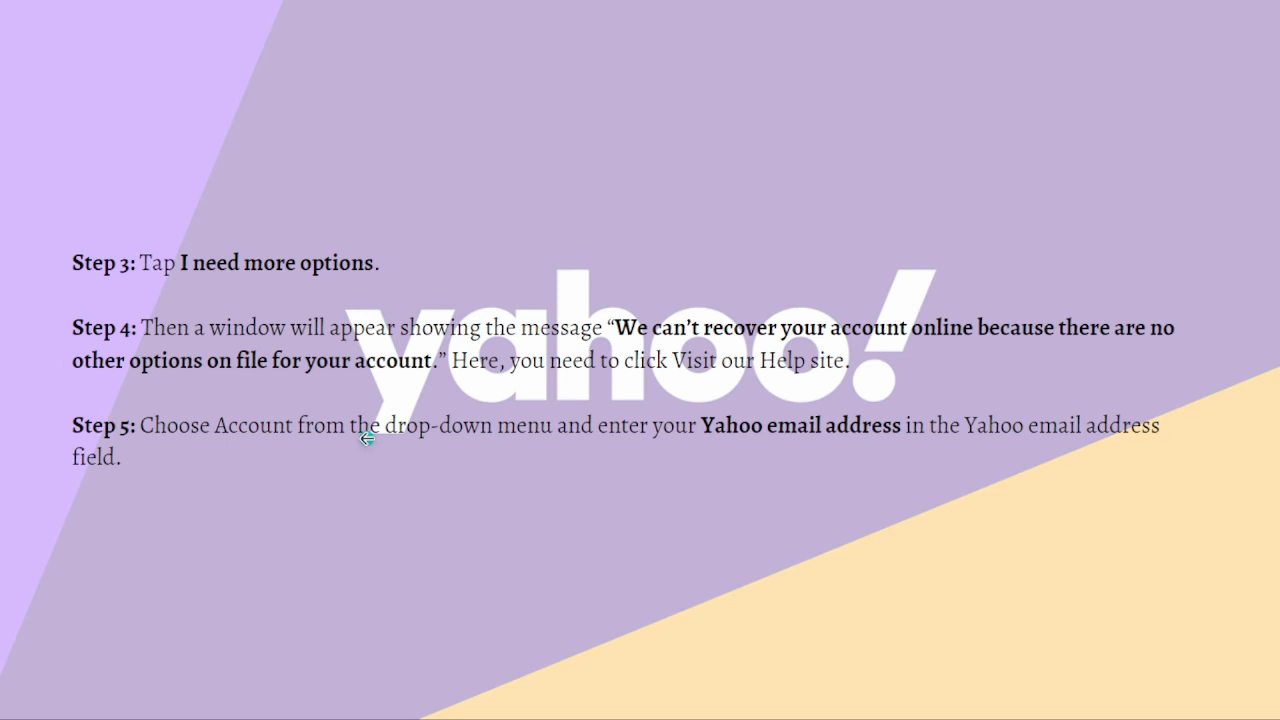 Step 3: Tap I need more options.
yahoo!
Step 4: Then a window will appear showing the message “We can’t recover your account online because there are no
other options on file for your account.” Here, you need to click Visit our Help site.
Step 5: Choose Account from the drop-down menu and enter your Yahoo email address in the Yahoo email address
field.